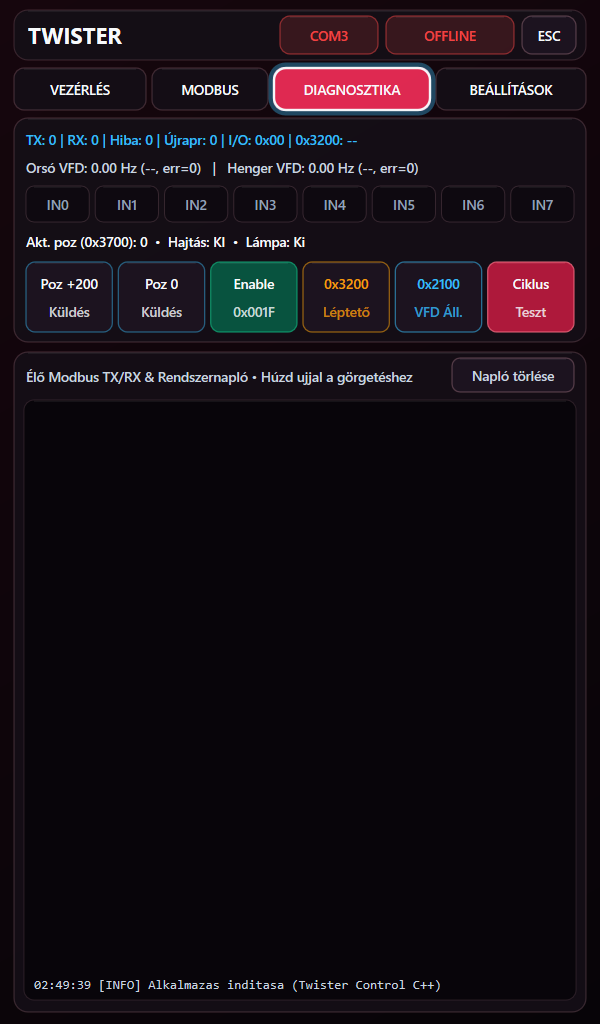 TWISTER COM3 OFFLINE ESC
VEZÉRLÉS MODBUS DIAGNOSZTIKA BEÁLLÍTÁSOK
TX: 0 | RX: 0 | Hiba: 0 | Újrapr: 0 | I/O: 0x00 | 0x3200: --
Orsó VFD: 0.00 Hz (--, err=0) | Henger VFD: 0.00 Hz (--, err=0)
IN0 IN1 IN2 IN3 IN4 IN5 IN6 IN7
Akt. poz (0x3700): 0 • Hajtás: KI • Lámpa: Ki
Poz +200 Poz 0 Enable 0x3200 0x2100 Ciklus
Küldés Küldés 0x001F Léptető VFD Áll. Teszt
Élő Modbus TX/RX & Rendszernapló • Húzd ujjal a görgetéshez Napló törlése
02:49:39 [INFO] Alkalmazas inditasa (Twister Control C++)